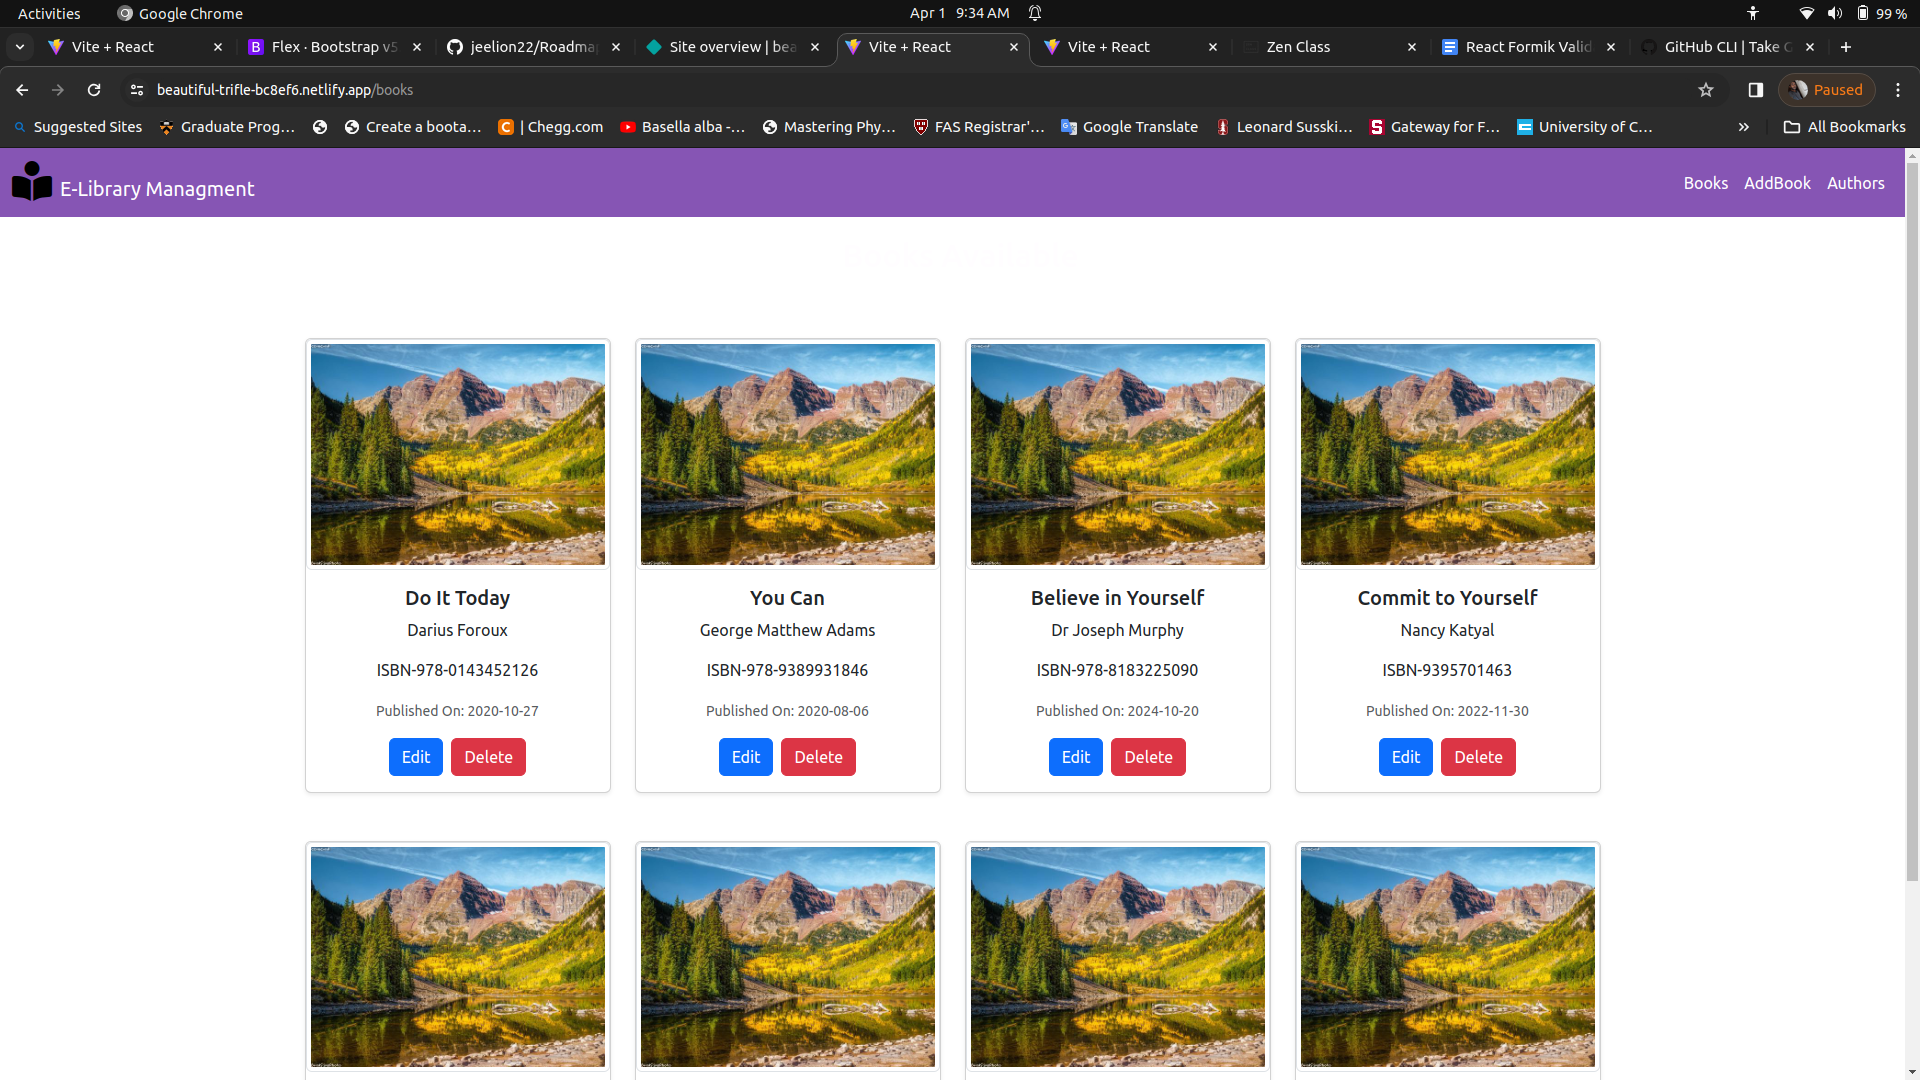 Activities Google Chrome Apr 1 9:34 AM 99 %
Vite + React Flex · Bootstrap v5 jeelion22/Roadma Site overview | bea Vite + React Vite + React Zen Class React Formik Valid GitHub CLI | Take C
beautiful-trifle-bc8ef6.netlify.app/books Paused
Suggested Sites Graduate Prog... Create a boota... | Chegg.com Basella alba -... Mastering Phy... FAS Registrar'... Google Translate Leonard Susski... Gateway for F... University of C... All Bookmarks
E-Library Managment Books AddBook Authors
Do It Today
Darius Foroux
ISBN-978-0143452126
Published On: 2020-10-27
Edit Delete
You Can
George Matthew Adams
ISBN-978-9389931846
Published On: 2020-08-06
Edit Delete
Believe in Yourself
Dr Joseph Murphy
ISBN-978-8183225090
Published On: 2024-10-20
Edit Delete
Commit to Yourself
Nancy Katyal
ISBN-9395701463
Published On: 2022-11-30
Edit Delete